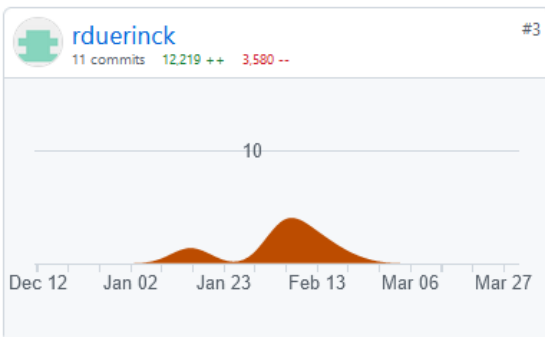 rduerinck #3
11 commits 12,219 ++ 3,580 --
10
Dec 12 Jan 02 Jan 23 Feb 13 Mar 06 Mar 27